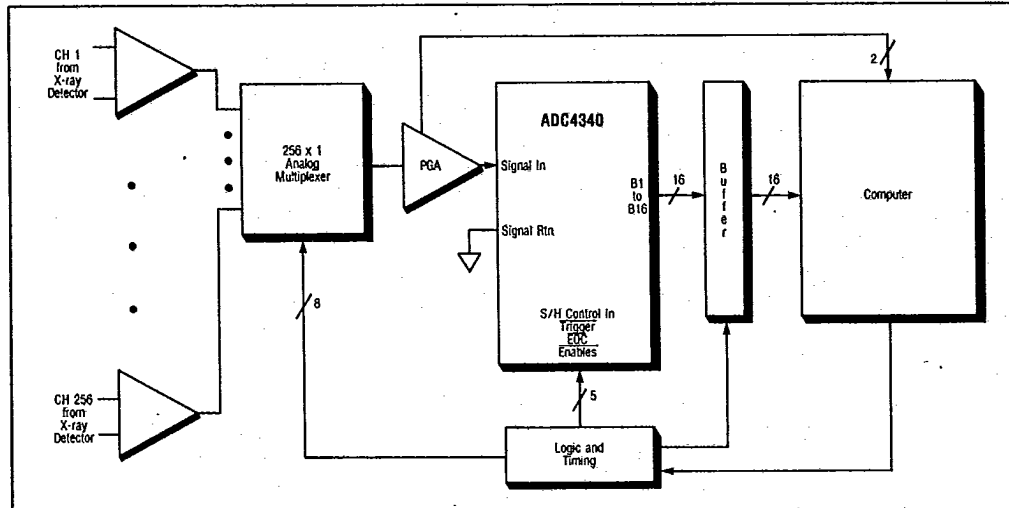 CH 1
from
X-ray
Detector
256 x 1
Analog
Multiplexer
PGA
ADC4340
Signal In
Signal Rtn
B1
to
B16
S/H Control In
Trigger
EOC
Enables
16
Buffer
16
2
Computer
8
5
Logic and
Timing
CH 256
from
X-ray
Detector